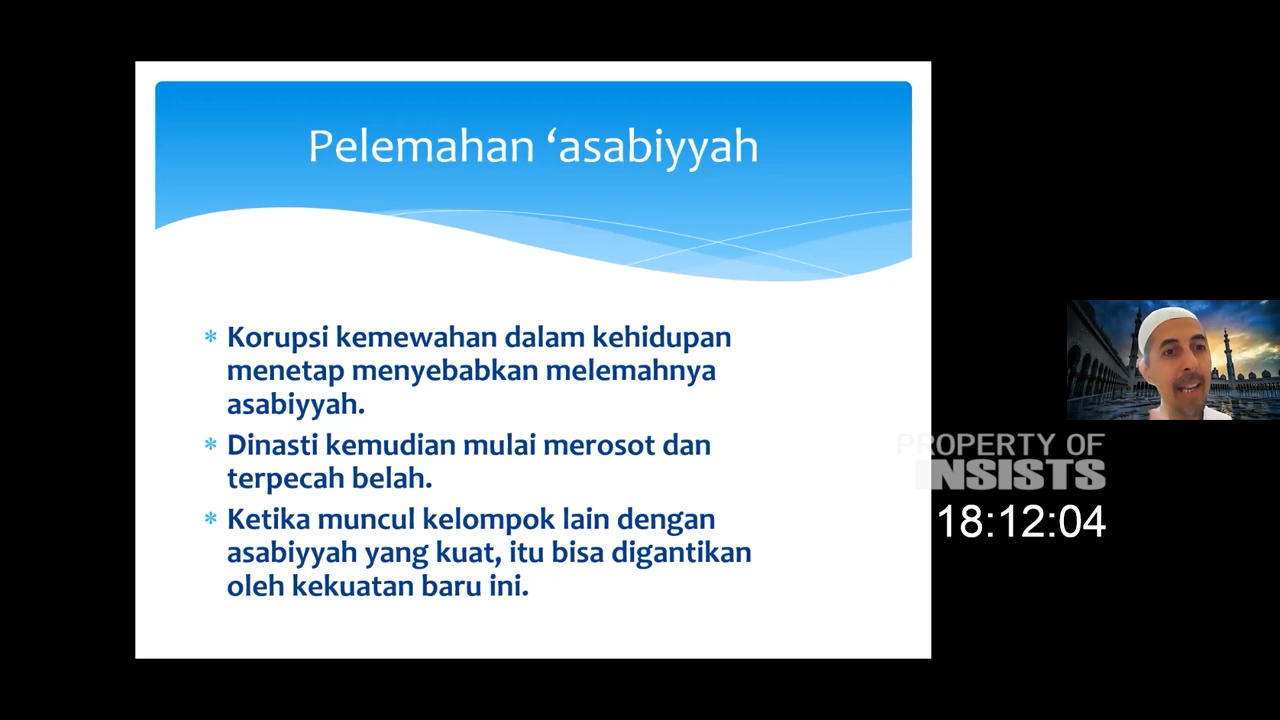 Pelemahan ‘asabiyyah
* Korupsi kemewahan dalam kehidupan
menetap menyebabkan melemahnya
asabiyyah.
* Dinasti kemudian mulai merosot dan
terpecah belah.
* Ketika muncul kelompok lain dengan
asabiyyah yang kuat, itu bisa digantikan
oleh kekuatan baru ini.
PROPERTY OF
INSISTS
18:12:04